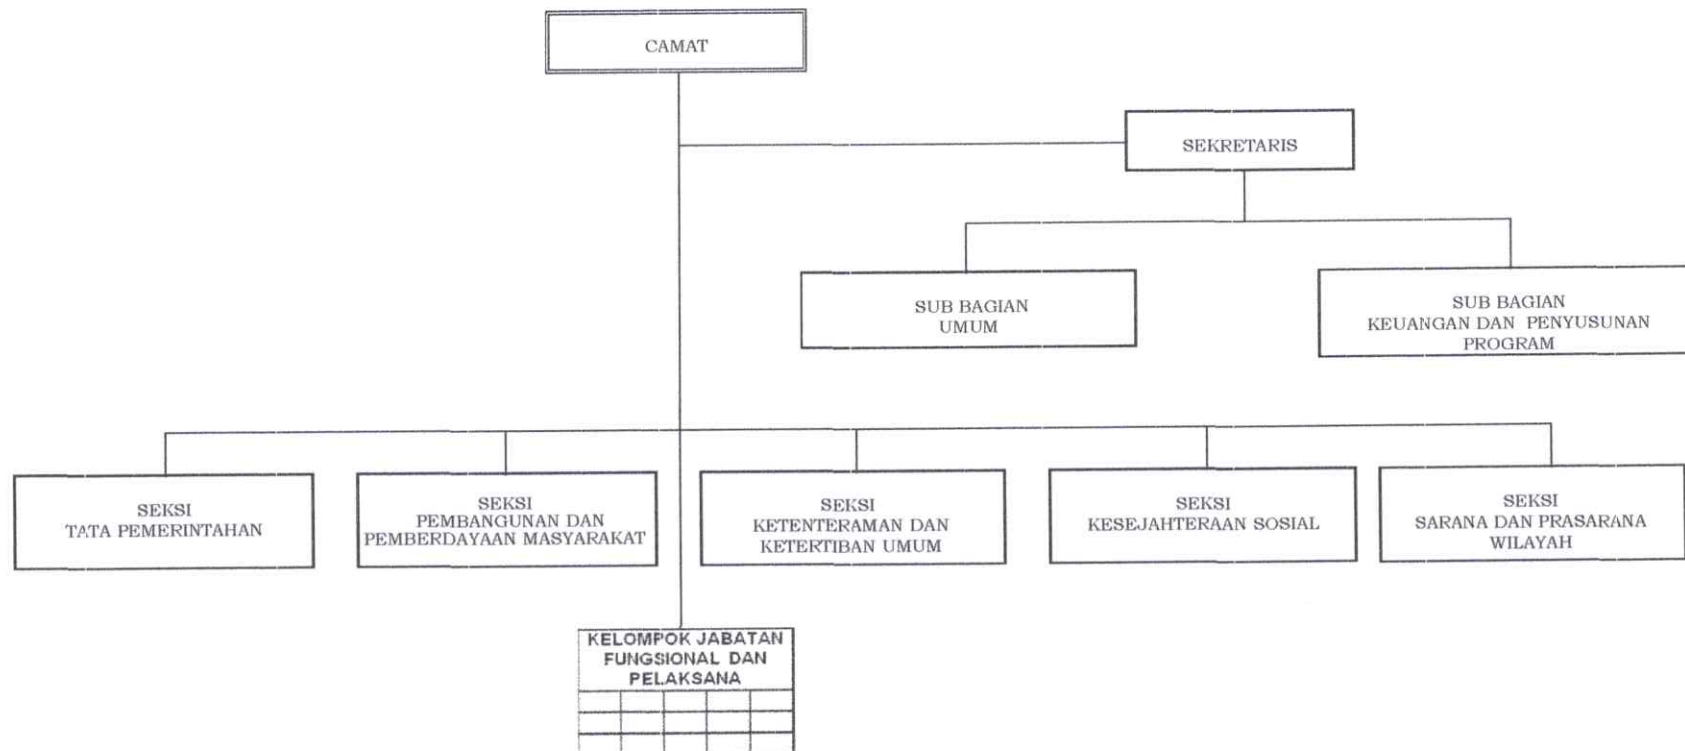 CAMAT
SEKRETARIS
SUB BAGIAN
UMUM
SUB BAGIAN
KEUANGAN DAN PENYUSUNAN
PROGRAM
SEKSI
TATA PEMERINTAHAN
SEKSI
PEMBANGUNAN DAN
PEMBERDAYAAN MASYARAKAT
SEKSI
KETENTERAMAN DAN
KETERTIBAN UMUM
SEKSI
KESEJAHTERAAN SOSIAL
SEKSI
SARANA DAN PRASARANA
WILAYAH
KELOMPOK JABATAN
FUNGSIONAL DAN
PELAKSANA